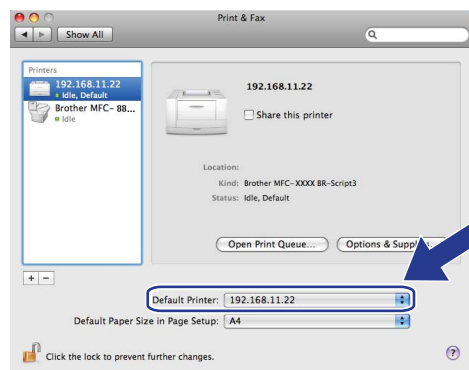 Print & Fax
Show All
Printers
192.168.11.22
Idle, Default
Brother MFC- 88...
Idle
192.168.11.22
Share this printer
Location:
Kind: Brother MFC-XXXX BR-Script3
Status: Idle, Default
Open Print Queue... Options &
+ -
Default Printer: 192.168.11.22
Default Paper Size in Page Setup: A4
Click the lock to prevent further changes.
?